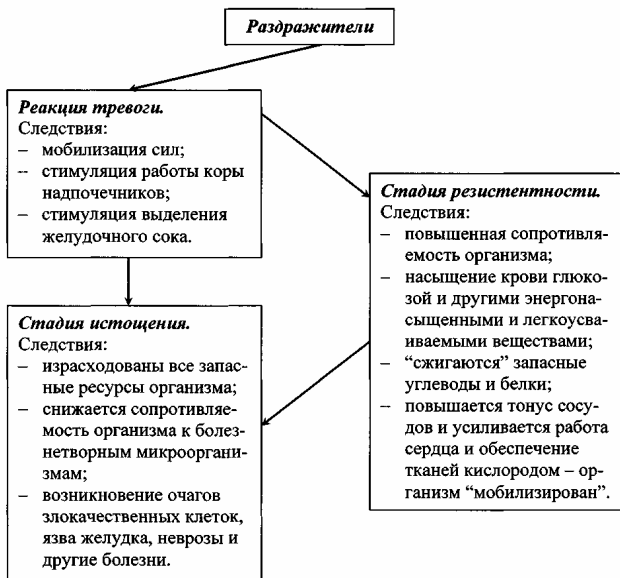 Раздражители
Реакция тревоги.
Следствия:
– мобилизация сил;
– стимуляция работы коры
надпочечников;
– стимуляция выделения
желудочного сока.
Стадия резистентности.
Следствия:
– повышенная сопротивля-
емость организма;
– насыщение крови глюко-
зой и другими энергона-
сыщенными и легкоусва-
иваемыми веществами;
– “сжигаются” запасные
углеводы и белки;
– повышается тонус сосу-
дов и усиливается работа
сердца и обеспечение
тканей кислородом – ор-
ганизм “мобилизирован”.
Стадия истощения.
Следствия:
– израсходованы все запас-
ные ресурсы организма;
– снижается сопротивляе-
мость организма к болез-
нетворным микрооргани-
змам;
– возникновение очагов
злокачественных клеток,
язва желудка, неврозы и
другие болезни.